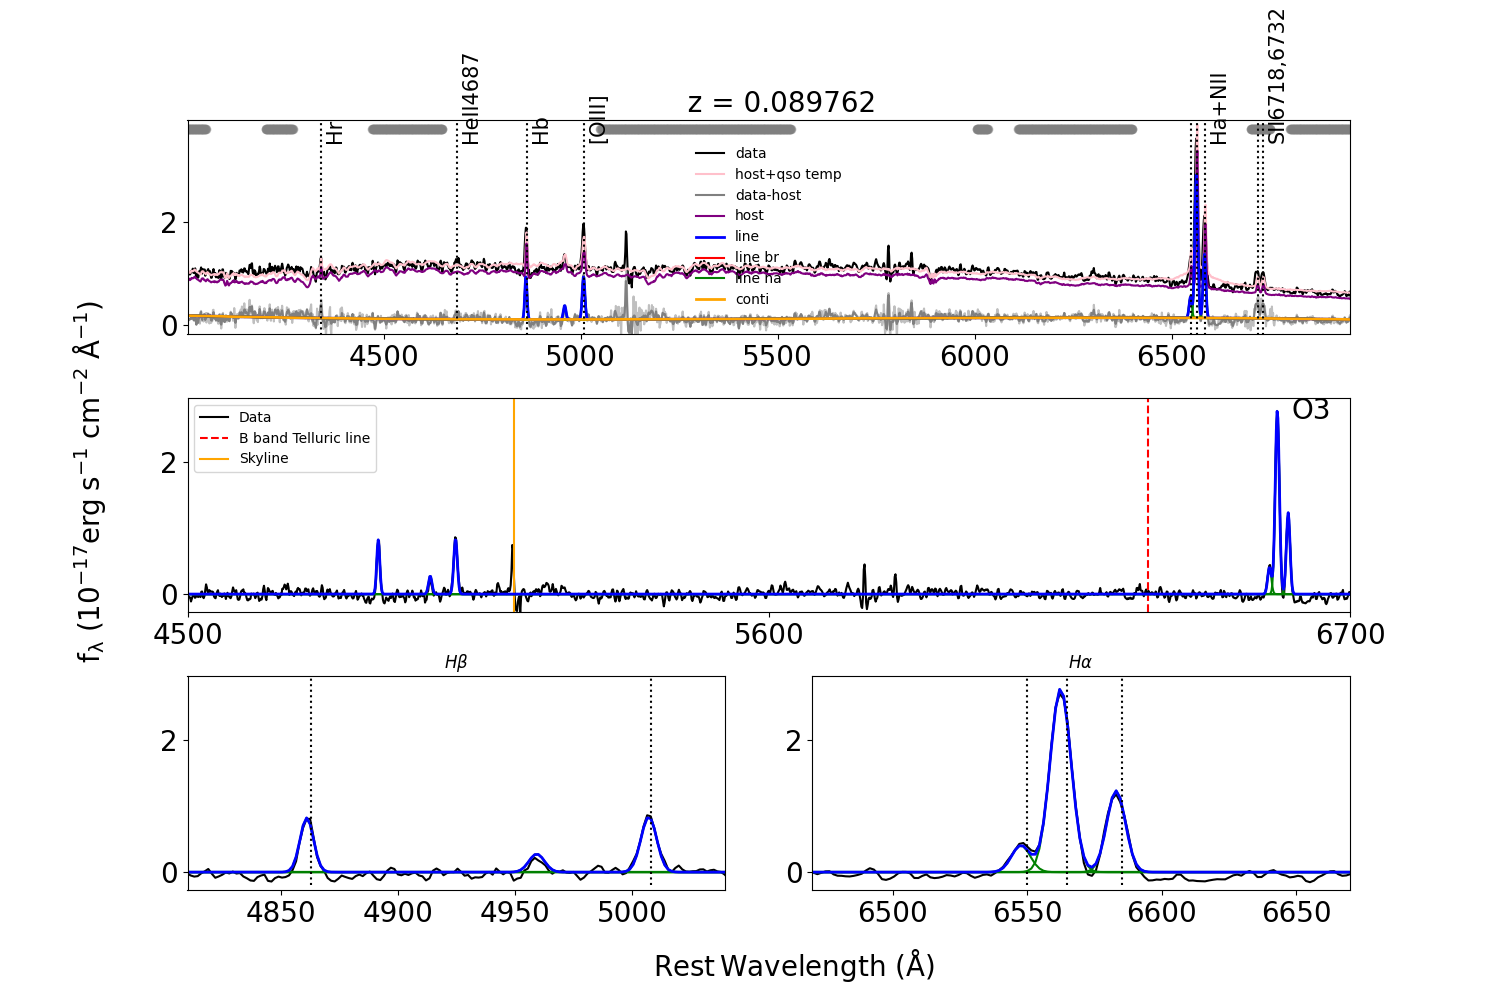 z = 0.089762
Hr
HeII4687
Hb
[OIII]
Ha+NII
SII6718,6732
data
host+qso temp
data-host
host
line
line br
line na
conti
2
0
4500 5000 5500 6000 6500
fλ (10−17erg s−1 cm−2 Å−1)
Data
B band Telluric line
Skyline
O3
2
0
4500 5600 6700
Hβ
2
0
4850 4900 4950 5000
Hα
2
0
6500 6550 6600 6650
Rest Wavelength (Å)